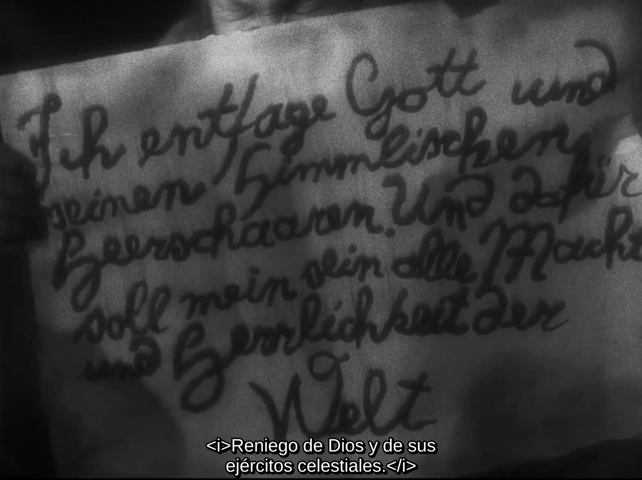 Ich entsage Gott und
seinen himmlischen
Heerschaaren. Und dafür
soll mein sein alle Macht
und Herrlichkeit der
Welt
<i>Reniego de Dios y de sus
ejércitos celestiales.</i>